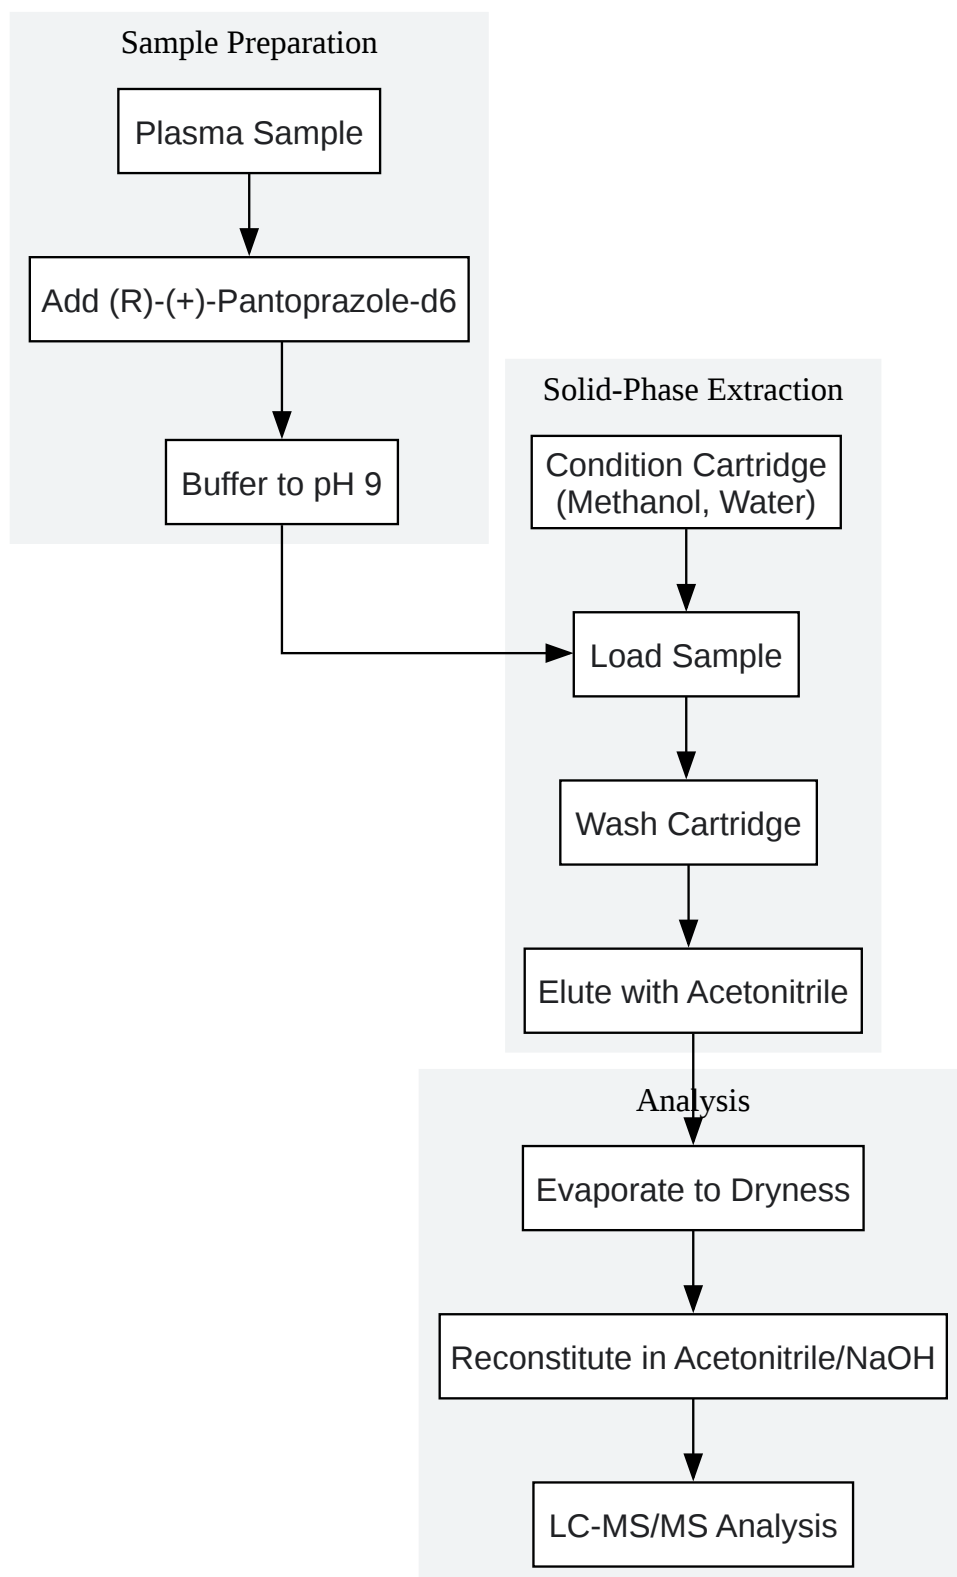 Sample Preparation
Plasma Sample
Add (R)-(+)-Pantoprazole-d6
Buffer to pH 9
Solid-Phase Extraction
Condition Cartridge
(Methanol, Water)
Load Sample
Wash Cartridge
Elute with Acetonitrile
Analysis
Evaporate to Dryness
Reconstitute in Acetonitrile/NaOH
LC-MS/MS Analysis